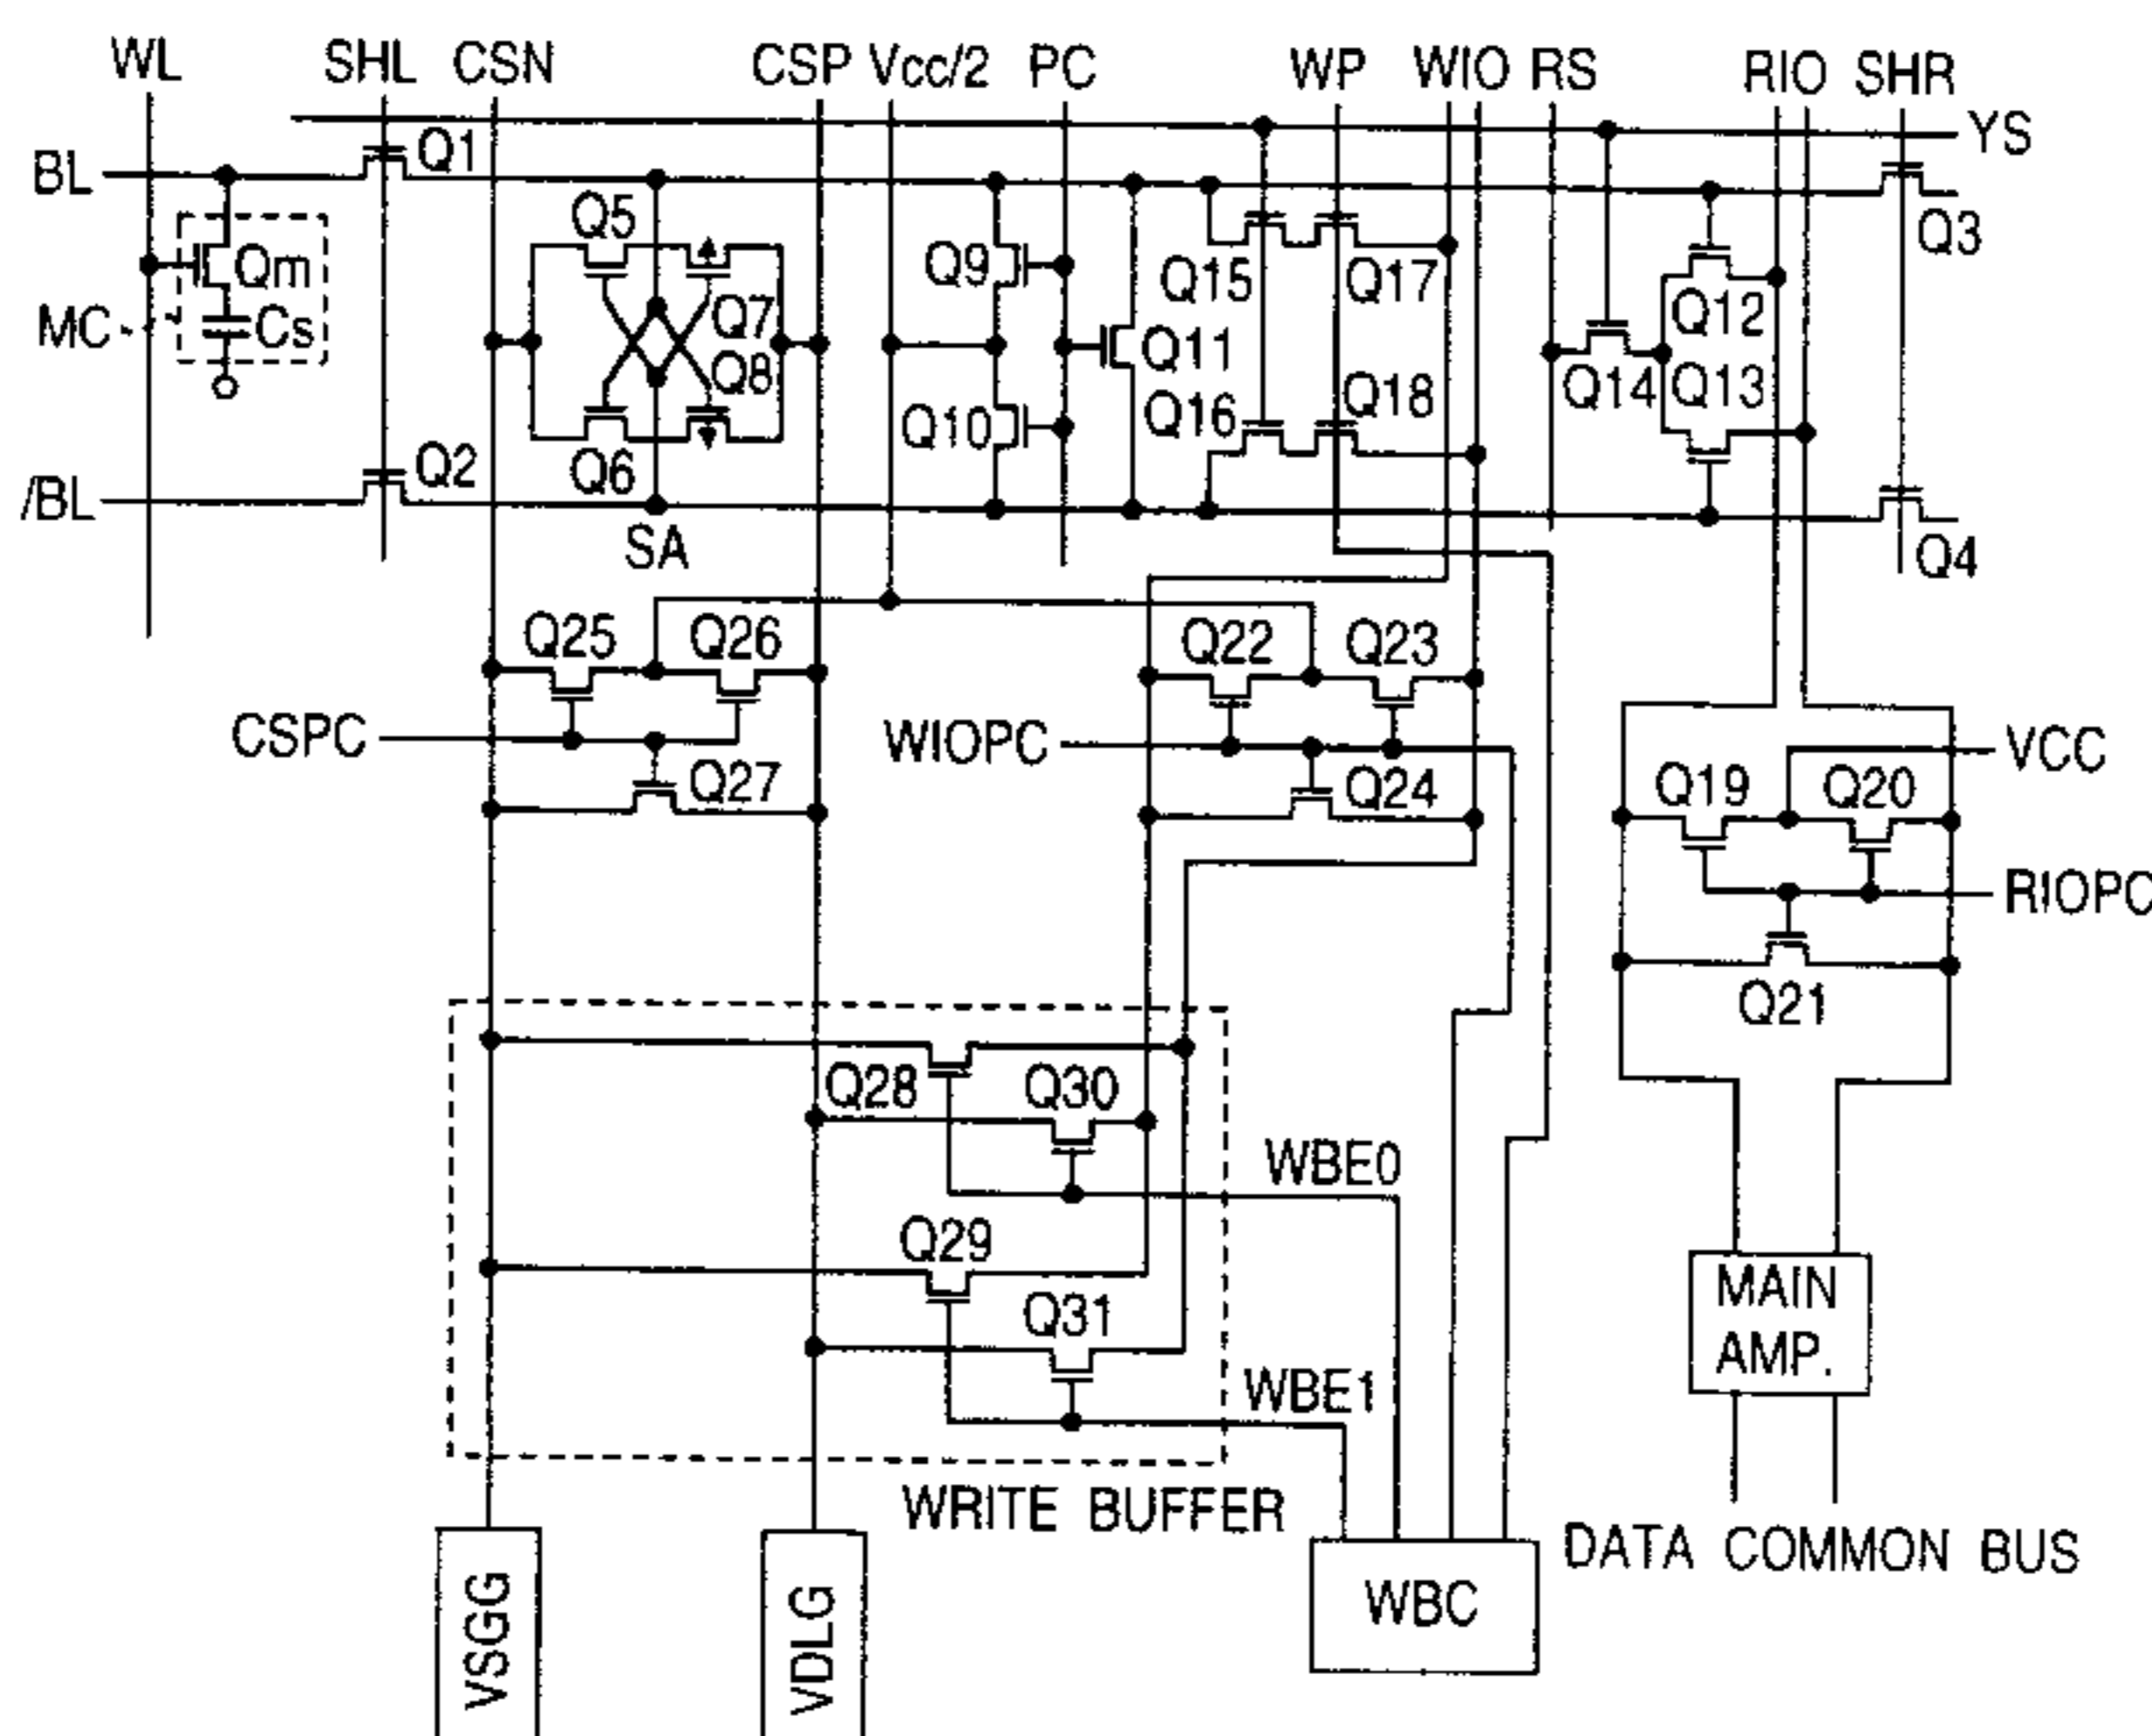 WL SHL CSN CSP Vcc/2 PC WP WIO RS RIO SHR
YS
BL Q1
Q5 Q3
Qm Q9 Q15 Q17
MC Cs Q7 Q12
Q8 Q11 Q14 Q13
Q10 Q16 Q18
/BL Q2 Q6
SA Q4
Q25 Q26 Q22 Q23
CSPC WIOPC VCC
Q27 Q24 Q19 Q20
RIOPC
Q21
Q28 Q30
WBE0
Q29
MAIN
AMP.
Q31
WBE1
WRITE BUFFER
DATA COMMON BUS
VSGG VDLG WBC